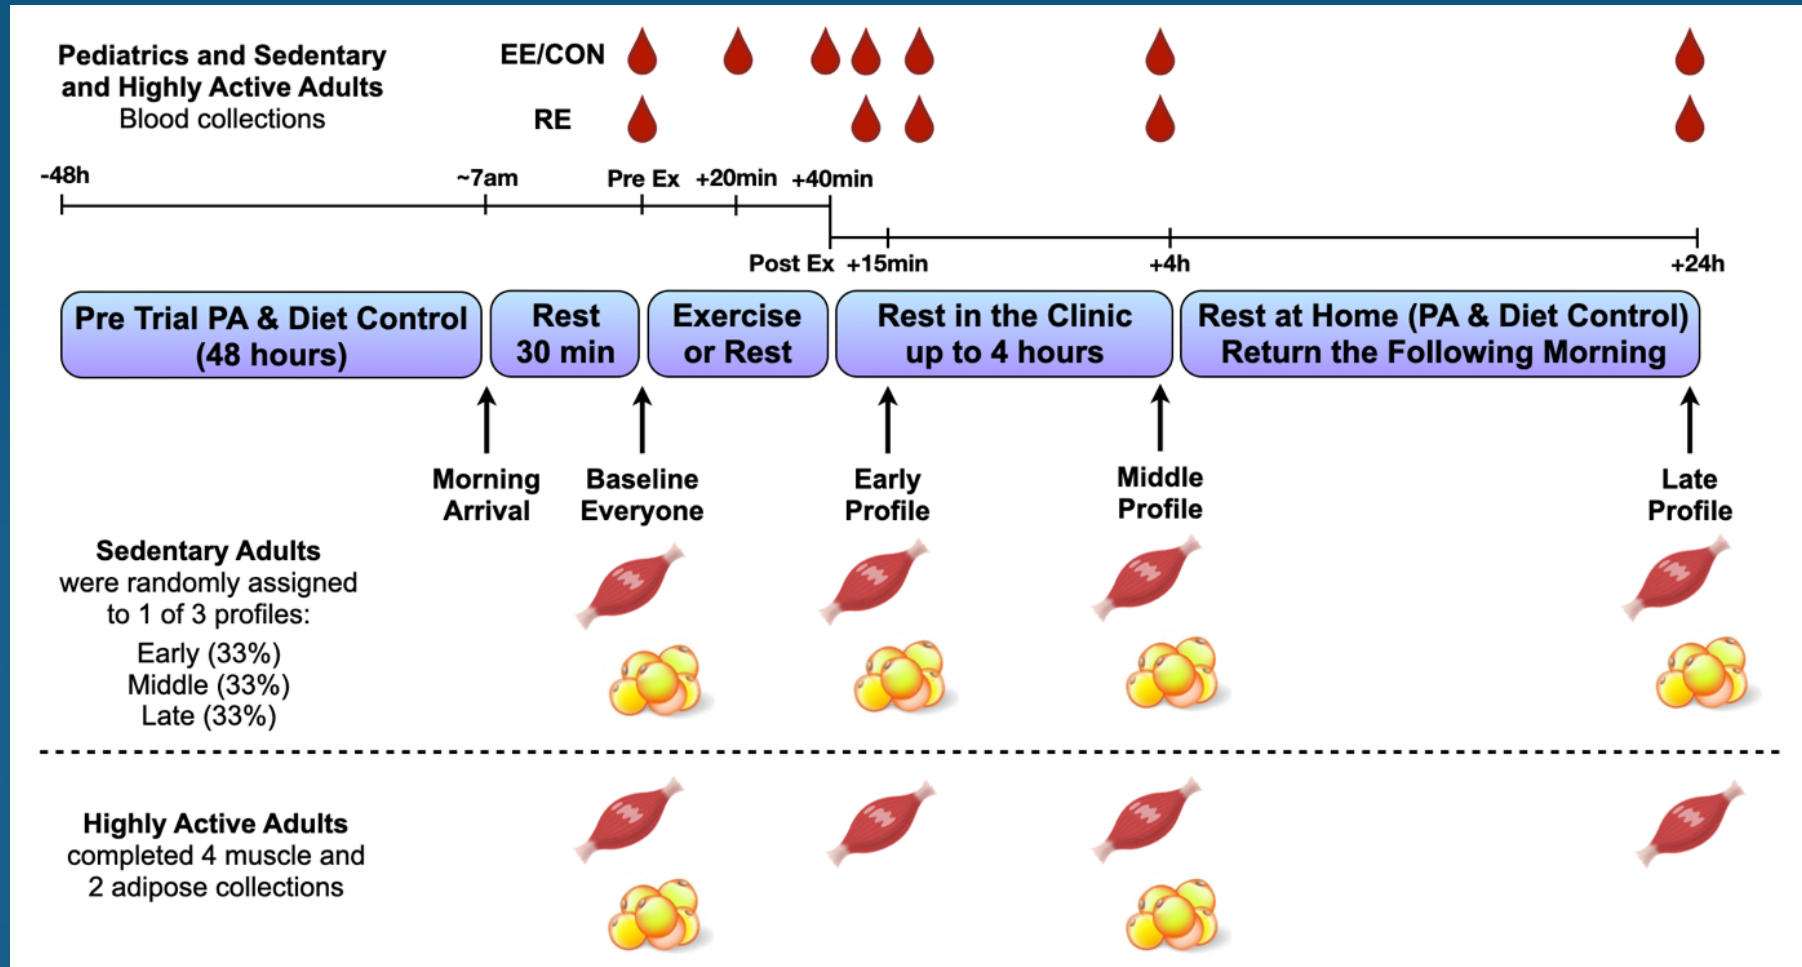 Pediatrics and Sedentary
and Highly Active Adults
Blood collections
EE/CON
RE
-48h
~7am
Pre Ex
+20min
+40min
Post Ex
+15min
+4h
+24h
Pre Trial PA & Diet Control
(48 hours)
Rest
30 min
Exercise
or Rest
Rest in the Clinic
up to 4 hours
Rest at Home (PA & Diet Control)
Return the Following Morning
Morning
Arrival
Baseline
Everyone
Early
Profile
Middle
Profile
Late
Profile
Sedentary Adults
were randomly assigned
to 1 of 3 profiles:
Early (33%)
Middle (33%)
Late (33%)
Highly Active Adults
completed 4 muscle and
2 adipose collections